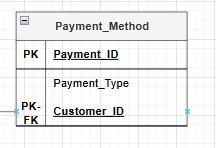 Payment_Method
PK Payment_ID
Payment_Type
PK-
FK Customer_ID